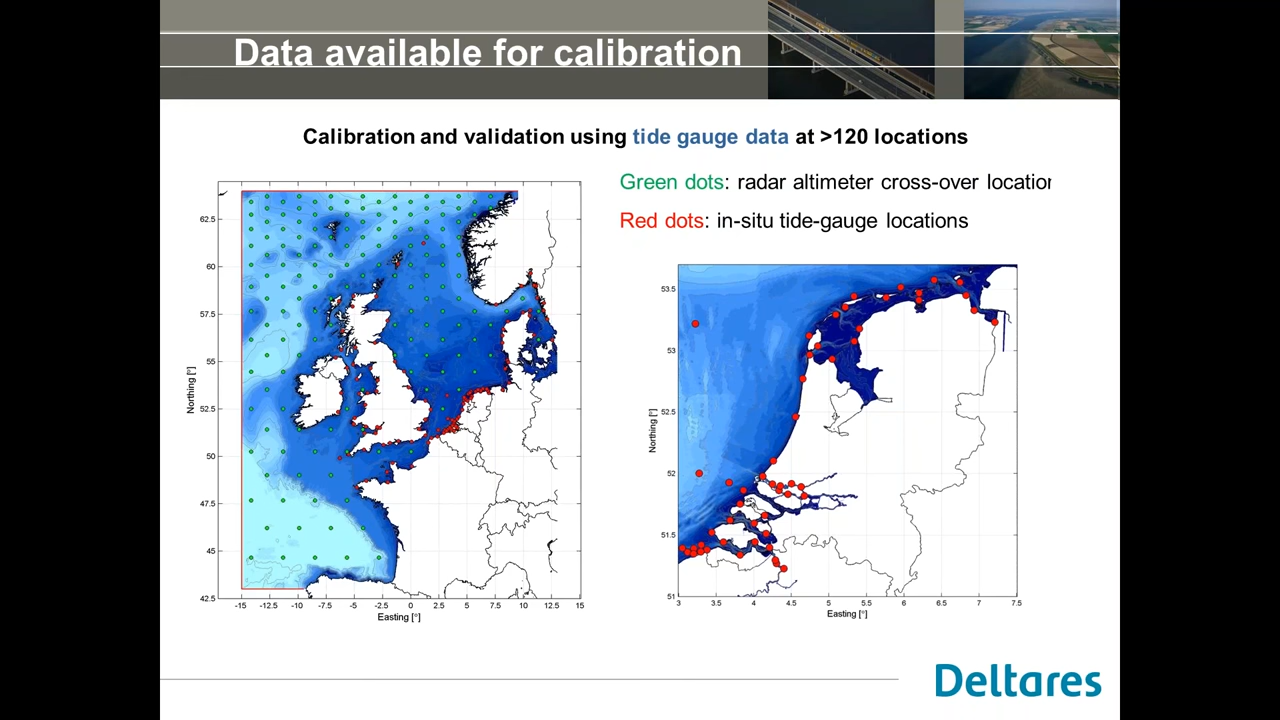 Data available for calibration
Calibration and validation using tide gauge data at >120 locations
Green dots: radar altimeter cross-over location
Red dots: in-situ tide-gauge locations
62.5
60
57.5
55
52.5
50
47.5
45
42.5
Northing [°]
-15 -12.5 -10 -7.5 -5 -2.5 0 2.5 5 7.5 10 12.5 15
Easting [°]
53.5
53
52.5
52
51.5
51
Northing [°]
3 3.5 4 4.5 5 5.5 6 6.5 7 7.5
Easting [°]
Deltares